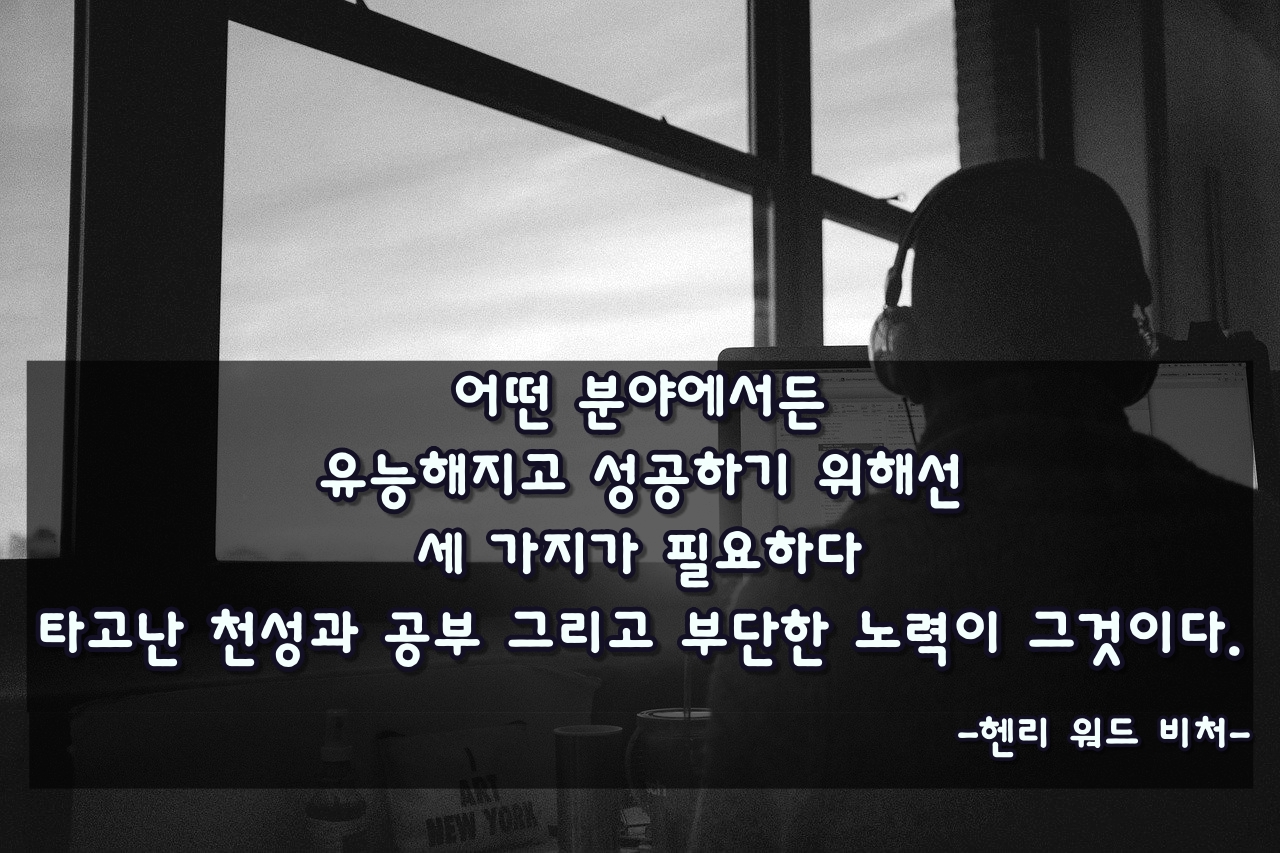 어떤 분야에서든
유능해지고 성공하기 위해선
세 가지가 필요하다
타고난 천성과 공부 그리고 부단한 노력이 그것이다.
-헨리 워드 비처-
I
ART
NEW YORK